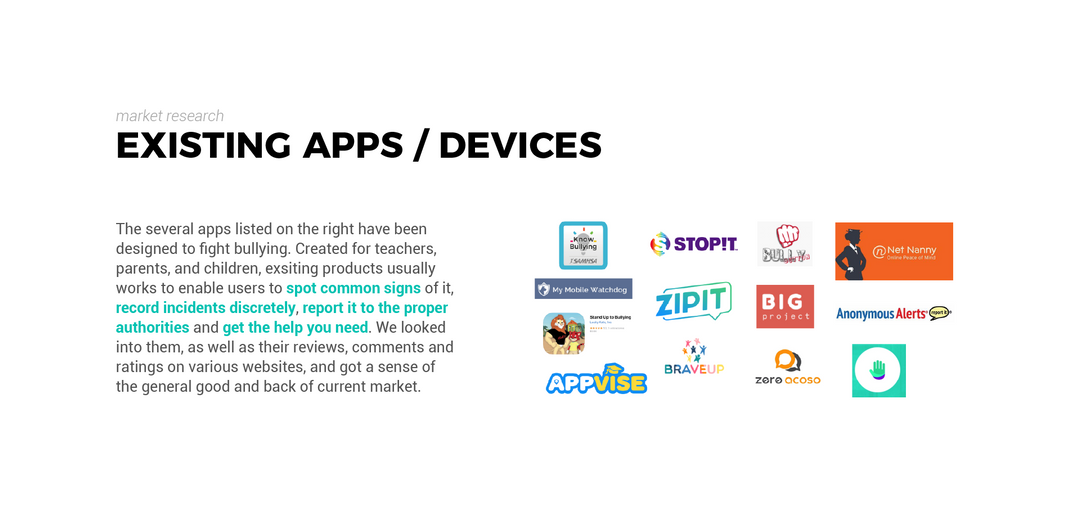 market research
EXISTING APPS / DEVICES
The several apps listed on the right have been
designed to fight bullying. Created for teachers,
parents, and children, exsiting products usually
works to enable users to spot common signs of it,
record incidents discretely, report it to the proper
authorities and get the help you need. We looked
into them, as well as their reviews, comments and
ratings on various websites, and got a sense of
the general good and back of current market.
Know
Bullying
SAMHSA
STOP!T
BULLY
Net Nanny
Online Peace of Mind
My Mobile Watchdog
ZIPIT
BIG
project
Anonymous Alerts
report it
Stand Up to Bullying
BRAVEUP
APPVISE
zero acoso